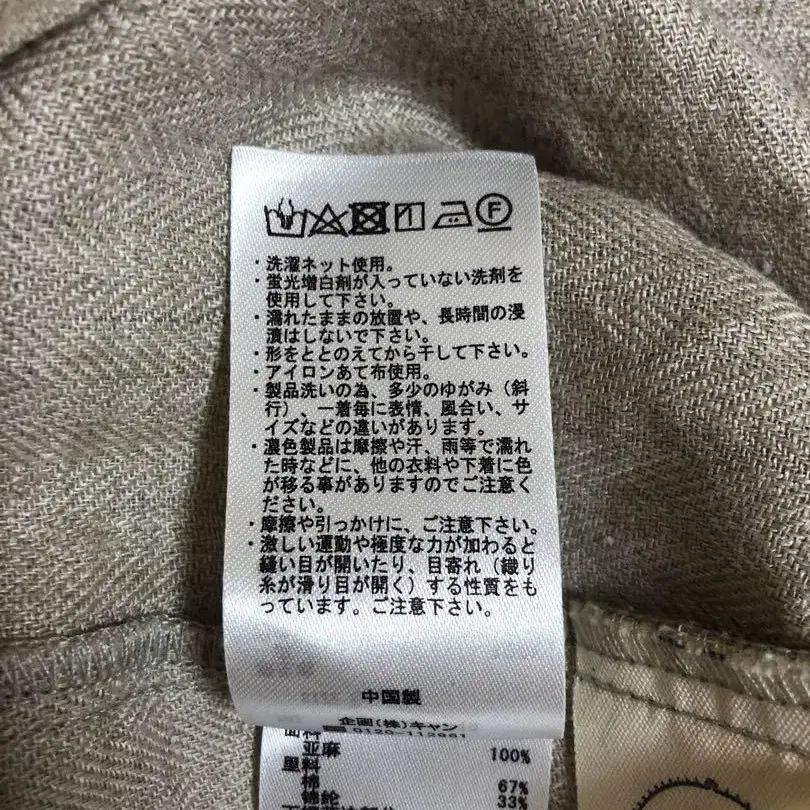 F
・洗濯ネット使用。
・蛍光増白剤が入っていない洗剤を
使用して下さい。
・濡れたままの放置や、長時間の浸
漬はしないで下さい。
・形をととのえてから干して下さい。
・アイロンあて布使用。
・製品洗いの為、多少のゆがみ（斜
行）、一着毎に表情、風合い、サ
イズなどの違いがあります。
・濃色製品は摩擦や汗、雨等で濡れ
た時などに、他の衣料や下着に色
が移る事がありますのでご注意く
ださい。
・摩擦や引っかけに、ご注意下さい。
・激しい運動や極度な力が加わると
縫い目が開いたり、目寄れ（織り
糸が滑り目が開く）する性質をも
っています。ご注意下さい。
中国製
企画（株）キャン
0120-112961
面料
亚麻 100%
里料
棉 67%
锦纶 33%